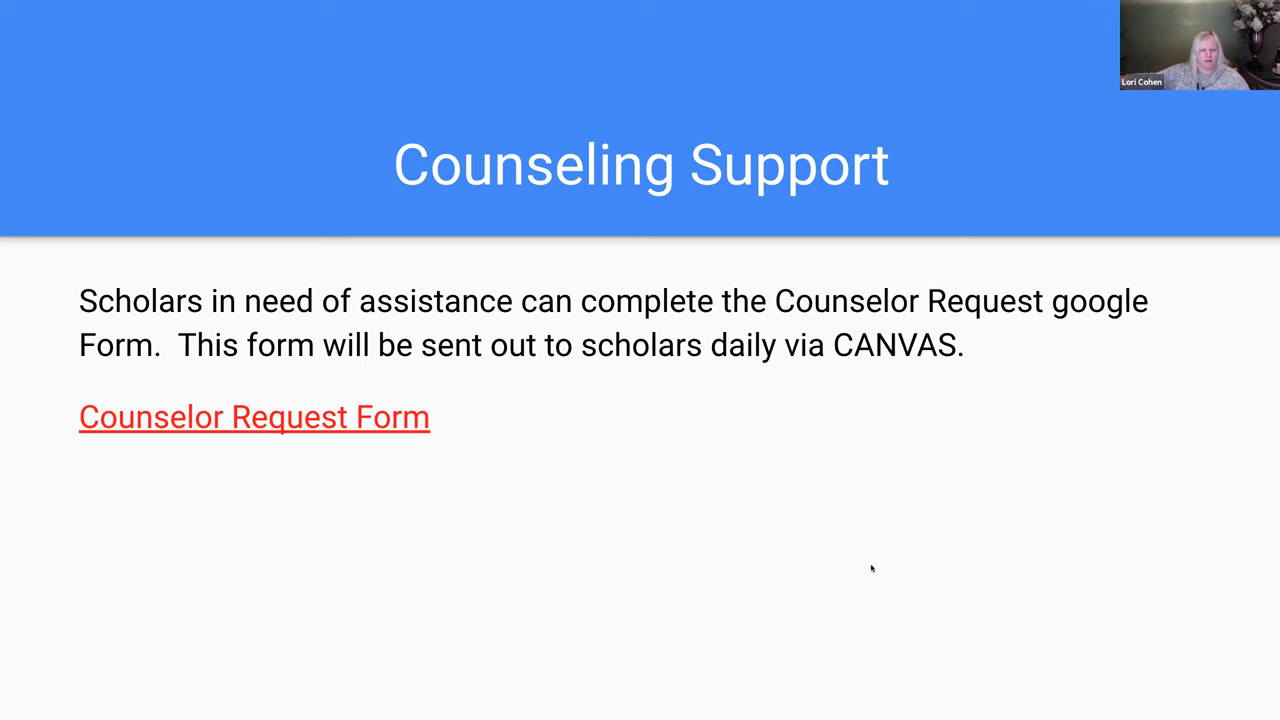 Lori Cohen
Counseling Support
Scholars in need of assistance can complete the Counselor Request google
Form.  This form will be sent out to scholars daily via CANVAS.
Counselor Request Form